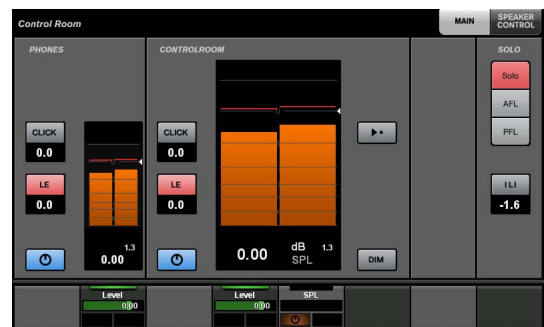 Control Room
MAIN
SPEAKER
CONTROL
PHONES
CLICK
0.0
LE
0.0
1.3
0.00
CONTROLROOM
CLICK
0.0
LE
0.0
0.00
dB
SPL
1.3
DIM
SOLO
Solo
AFL
PFL
-1.6
Level
0.00
Level
0.00
SPL